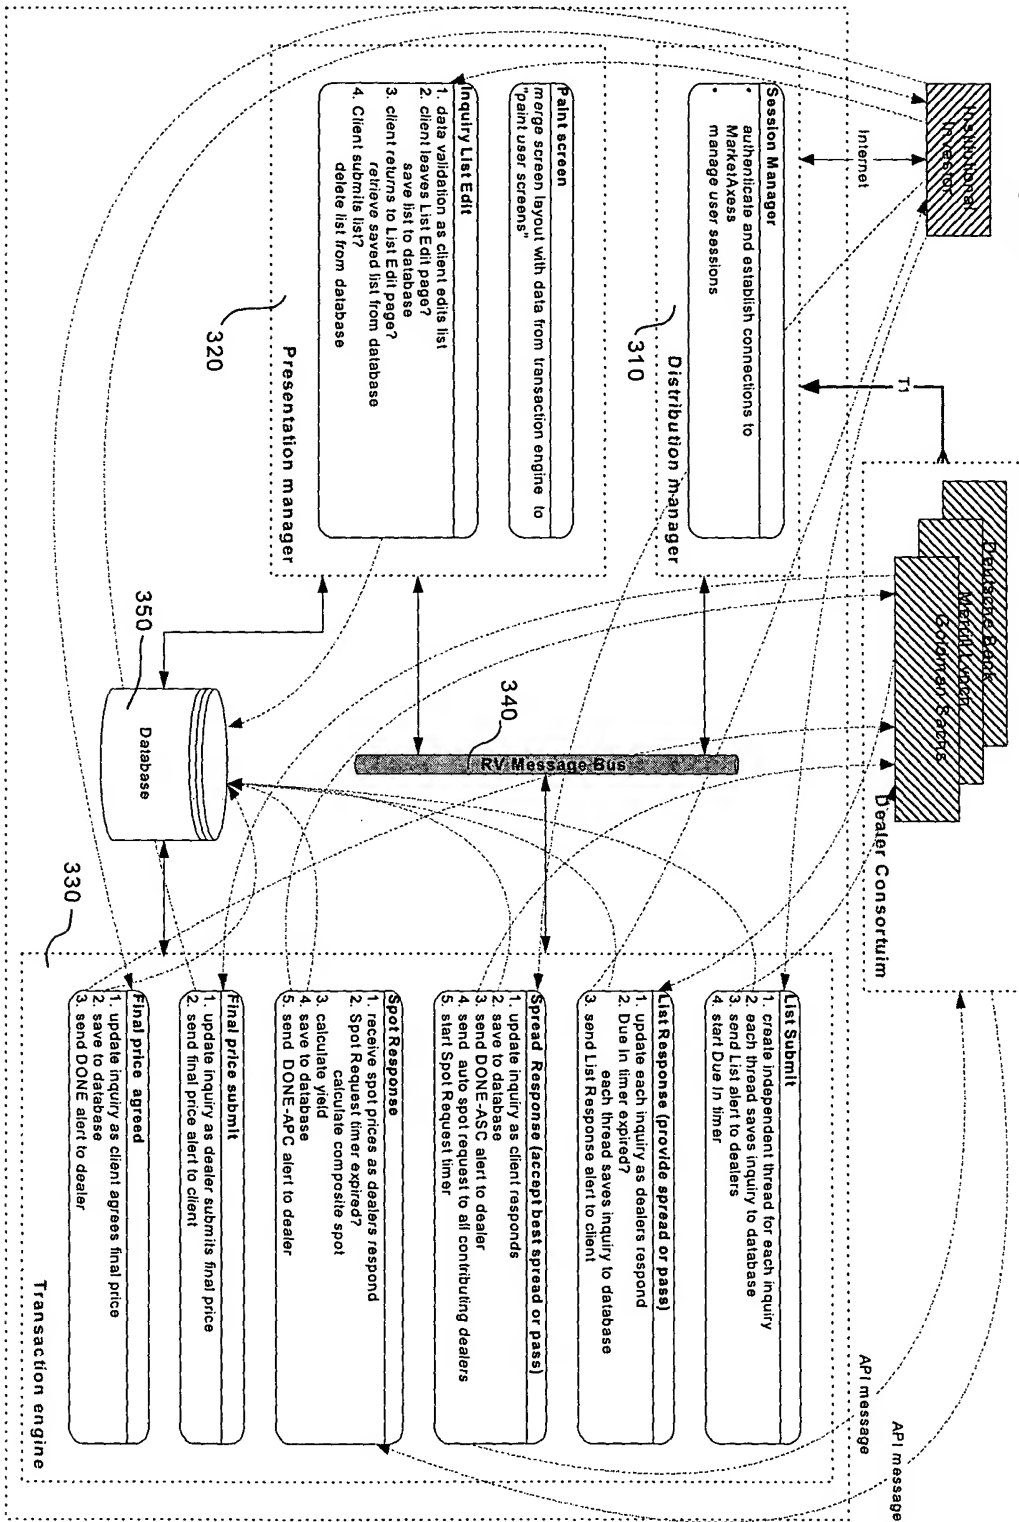 Institutional
Inversior
Internet
T1
Deutsche Back
Merrill Lynch
Goldman Sachs
Dealer Consortuim
Session Manager
• authenticate and establish connections to
MarketAxess
• manage user sessions
Distribution manager
310
Paint screen
merge screen layout with data from transaction engine to
"paint user screens"
Inquiry List Edit
1. data validation as client edits list
2. client leaves List Edit page?
save list to database
3. client returns to List Edit page?
retrieve saved list from database
4. Client submits list?
delete list from database
Presentation manager
320
RV Message Bus
340
350
Database
List Submit
1. create independent thread for each inquiry
2. each thread saves inquiry to database
3. send List alert to dealers
4. start Due In timer
List Response (provide spread or pass)
1. update each inquiry as dealers respond
2. Due In timer expired?
each thread saves inquiry to database
3. send List Response alert to client
Spread Response (accept best spread or pass)
1. update inquiry as client responds
2. save to database
3. send DONE-ASC alert to dealer
4. send auto spot request to all contributing dealers
5. start Spot Request timer
Spot Response
1. receive spot prices as dealers respond
2. Spot Request timer expired?
calculate composite spot
3. calculate yield
4. save to database
5. send DONE-APC alert to dealer
Final price submit
1. update inquiry as dealer submits final price
2. send final price alert to client
Final price agreed
1. update inquiry as client agrees final price
2. save to database
3. send DONE alert to dealer
Transaction engine
330
API message
API message